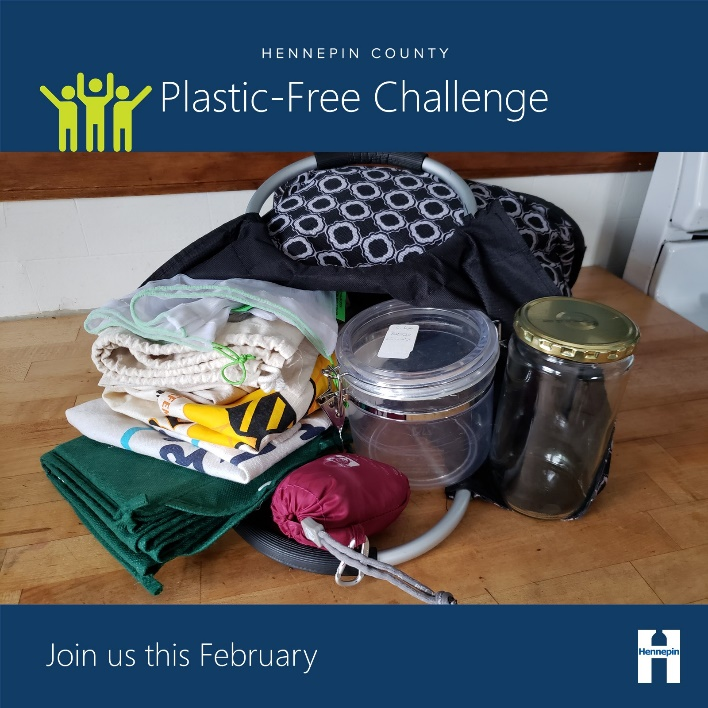 HENNEPIN COUNTY
Plastic-Free Challenge
Join us this February
Hennepin